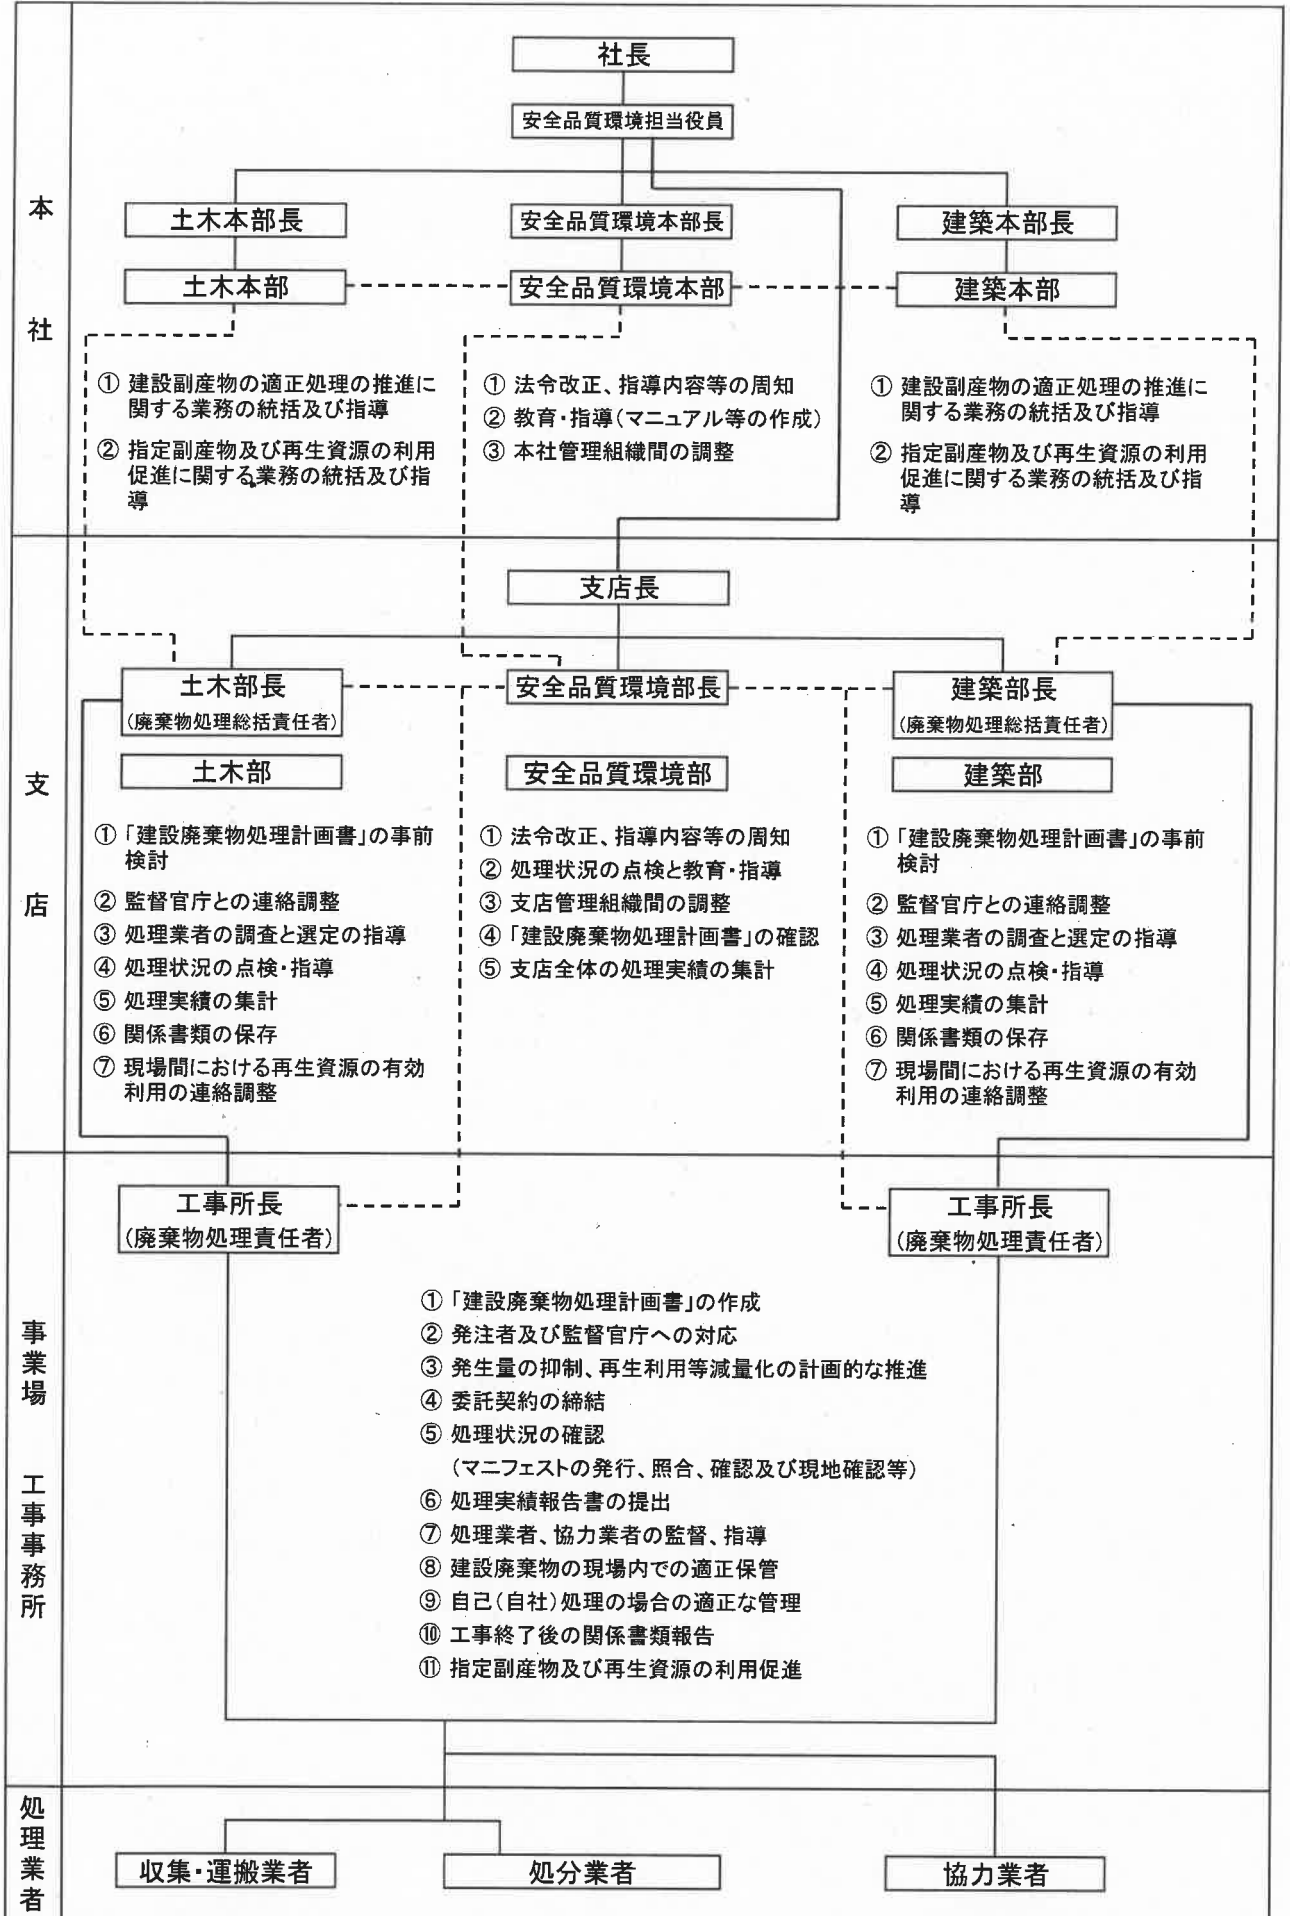 本社
社長
安全品質環境担当役員
土木本部長
安全品質環境本部長
建築本部長
土木本部
安全品質環境本部
建築本部
① 建設副産物の適正処理の推進に
関する業務の統括及び指導
② 指定副産物及び再生資源の利用
促進に関する業務の統括及び指
導
① 法令改正、指導内容等の周知
② 教育・指導(マニュアル等の作成)
③ 本社管理組織間の調整
① 建設副産物の適正処理の推進に
関する業務の統括及び指導
② 指定副産物及び再生資源の利用
促進に関する業務の統括及び指
導
支店
支店長
土木部長
(廃棄物処理総括責任者)
安全品質環境部長
建築部長
(廃棄物処理総括責任者)
土木部
安全品質環境部
建築部
① 「建設廃棄物処理計画書」の事前
検討
② 監督官庁との連絡調整
③ 処理業者の調査と選定の指導
④ 処理状況の点検・指導
⑤ 処理実績の集計
⑥ 関係書類の保存
⑦ 現場間における再生資源の有効
利用の連絡調整
① 法令改正、指導内容等の周知
② 処理状況の点検と教育・指導
③ 支店管理組織間の調整
④ 「建設廃棄物処理計画書」の確認
⑤ 支店全体の処理実績の集計
① 「建設廃棄物処理計画書」の事前
検討
② 監督官庁との連絡調整
③ 処理業者の調査と選定の指導
④ 処理状況の点検・指導
⑤ 処理実績の集計
⑥ 関係書類の保存
⑦ 現場間における再生資源の有効
利用の連絡調整
事業場 工事事務所
工事所長
(廃棄物処理責任者)
工事所長
(廃棄物処理責任者)
① 「建設廃棄物処理計画書」の作成
② 発注者及び監督官庁への対応
③ 発生量の抑制、再生利用等減量化の計画的な推進
④ 委託契約の締結
⑤ 処理状況の確認
(マニフェストの発行、照合、確認及び現地確認等)
⑥ 処理実績報告書の提出
⑦ 処理業者、協力業者の監督、指導
⑧ 建設廃棄物の現場内での適正保管
⑨ 自己(自社)処理の場合の適正な管理
⑩ 工事終了後の関係書類報告
⑪ 指定副産物及び再生資源の利用促進
処理業者
収集・運搬業者
処分業者
協力業者